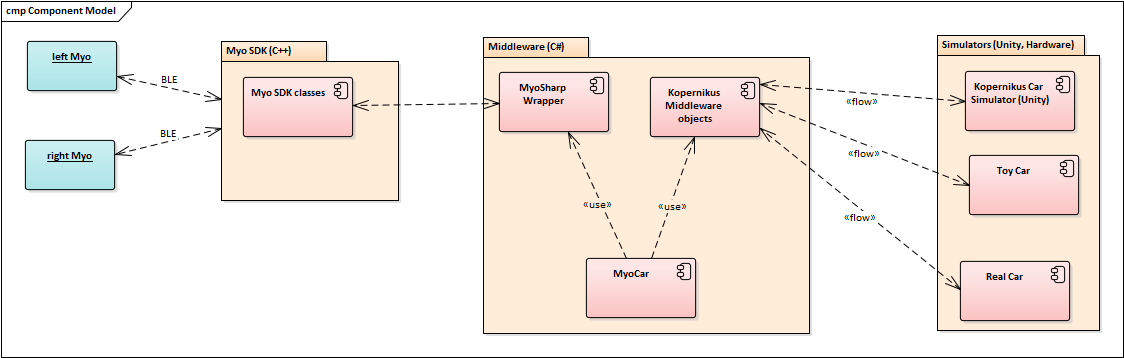 cmp Component Model
left Myo
right Myo
BLE
BLE
Myo SDK (C++)
Myo SDK classes
Middleware (C#)
MyoSharp
Wrapper
Kopernikus
Middleware
objects
«use»
«use»
MyoCar
«flow»
«flow»
«flow»
Simulators (Unity, Hardware)
Kopernikus Car
Simulator (Unity)
Toy Car
Real Car